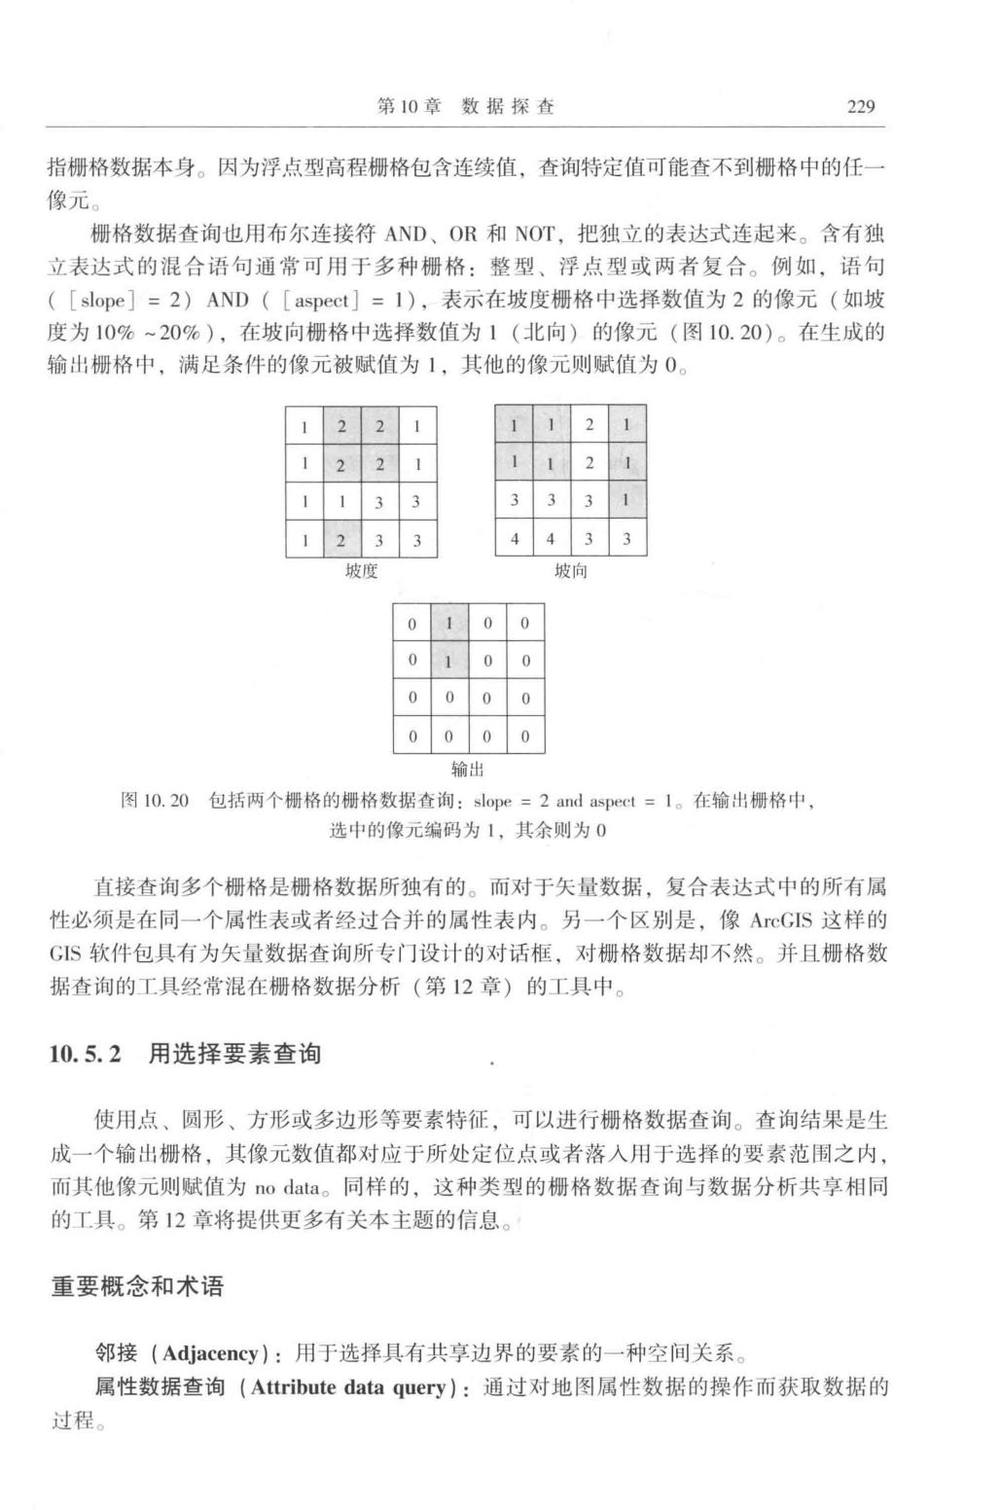 第10章 数据探查 229
指栅格数据本身。因为浮点型高程栅格包含连续值，查询特定值可能查不到栅格中的任一
像元。
栅格数据查询也用布尔连接符 AND、OR 和 NOT，把独立的表达式连起来。含有独
立表达式的混合语句通常可用于多种栅格：整型、浮点型或两者复合。例如，语句
（［slope］ = 2）AND（［aspect］ = 1），表示在坡度栅格中选择数值为 2 的像元（如坡
度为 10% ~20%），在坡向栅格中选择数值为 1（北向）的像元（图 10.20）。在生成的
输出栅格中，满足条件的像元被赋值为 1，其他的像元则赋值为 0。
1 2 2 1
1 2 2 1
1 1 3 3
1 2 3 3
坡度
1 1 2 1
1 1 2 1
3 3 3 1
4 4 3 3
坡向
0 1 0 0
0 1 0 0
0 0 0 0
0 0 0 0
输出
图 10.20 包括两个栅格的栅格数据查询：slope = 2 and aspect = 1。在输出栅格中，
选中的像元编码为 1，其余则为 0
直接查询多个栅格是栅格数据所独有的。而对于矢量数据，复合表达式中的所有属
性必须是在同一个属性表或者经过合并的属性表内。另一个区别是，像 ArcGIS 这样的
GIS 软件包具有为矢量数据查询所专门设计的对话框，对栅格数据却不然。并且栅格数
据查询的工具经常混在栅格数据分析（第 12 章）的工具中。
10.5.2 用选择要素查询
使用点、圆形、方形或多边形等要素特征，可以进行栅格数据查询。查询结果是生
成一个输出栅格，其像元数值都对应于所处定位点或者落入用于选择的要素范围之内，
而其他像元则赋值为 no data。同样的，这种类型的栅格数据查询与数据分析共享相同
的工具。第 12 章将提供更多有关本主题的信息。
重要概念和术语
邻接（Adjacency）：用于选择具有共享边界的要素的一种空间关系。
属性数据查询（Attribute data query）：通过对地图属性数据的操作而获取数据的
过程。